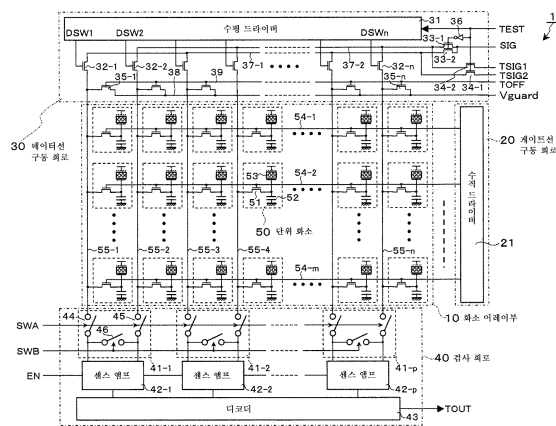 1
31
36
DSW1 DSW2 수평 드라이버 DSWn
TEST
33-1
SIG
32-1 32-2 37-1 37-2 32-n 33-2
TSIG1
TSIG2
35-1 38 39 35-n 34-2 34-1
TOFF
Vguard
54-1
30 데이터선 구동 회로
20 게이트선 구동 회로
53 54-2
51 52
50 단위 화소
수직 드라이버
21
55-1 55-2 55-3 55-4 55-n
54-m
10 화소 어레이부
44 45
SWA
46
SWB
40 검사 회로
41-1 41-2 41-p
EN
센스 앰프 센스 앰프 센스 앰프
42-1 42-2 42-p
디코더
TOUT
43